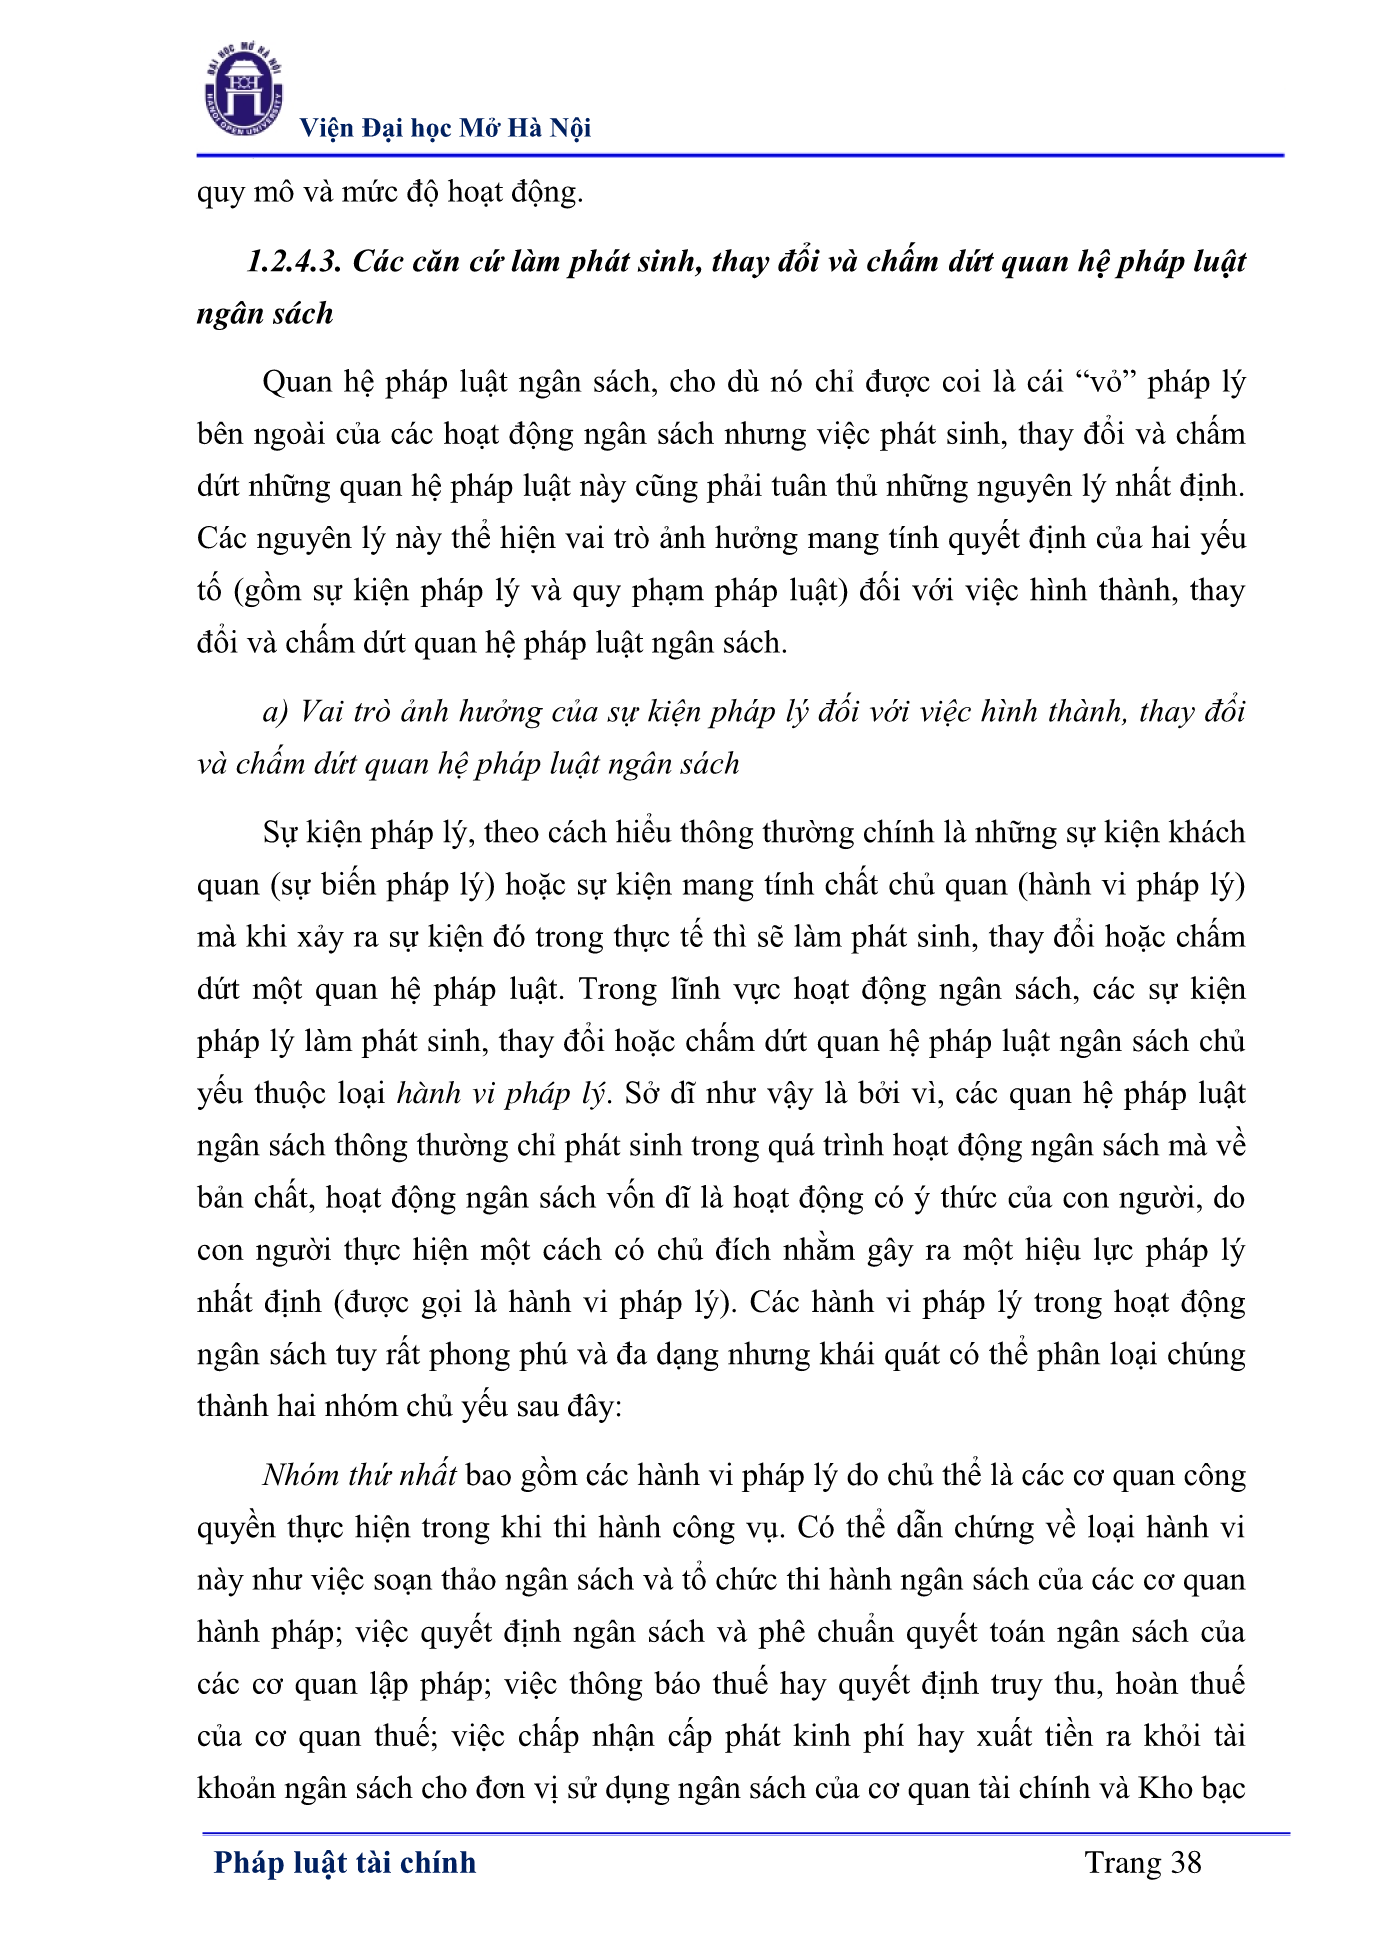 ĐẠI HỌC MỞ HÀ NỘI
HANOI OPEN UNIVERSITY
Viện Đại học Mở Hà Nội
quy mô và mức độ hoạt động.
1.2.4.3. Các căn cứ làm phát sinh, thay đổi và chấm dứt quan hệ pháp luật
ngân sách
Quan hệ pháp luật ngân sách, cho dù nó chỉ được coi là cái “vỏ” pháp lý
bên ngoài của các hoạt động ngân sách nhưng việc phát sinh, thay đổi và chấm
dứt những quan hệ pháp luật này cũng phải tuân thủ những nguyên lý nhất định.
Các nguyên lý này thể hiện vai trò ảnh hưởng mang tính quyết định của hai yếu
tố (gồm sự kiện pháp lý và quy phạm pháp luật) đối với việc hình thành, thay
đổi và chấm dứt quan hệ pháp luật ngân sách.
a) Vai trò ảnh hưởng của sự kiện pháp lý đối với việc hình thành, thay đổi
và chấm dứt quan hệ pháp luật ngân sách
Sự kiện pháp lý, theo cách hiểu thông thường chính là những sự kiện khách
quan (sự biến pháp lý) hoặc sự kiện mang tính chất chủ quan (hành vi pháp lý)
mà khi xảy ra sự kiện đó trong thực tế thì sẽ làm phát sinh, thay đổi hoặc chấm
dứt một quan hệ pháp luật. Trong lĩnh vực hoạt động ngân sách, các sự kiện
pháp lý làm phát sinh, thay đổi hoặc chấm dứt quan hệ pháp luật ngân sách chủ
yếu thuộc loại hành vi pháp lý. Sở dĩ như vậy là bởi vì, các quan hệ pháp luật
ngân sách thông thường chỉ phát sinh trong quá trình hoạt động ngân sách mà về
bản chất, hoạt động ngân sách vốn dĩ là hoạt động có ý thức của con người, do
con người thực hiện một cách có chủ đích nhằm gây ra một hiệu lực pháp lý
nhất định (được gọi là hành vi pháp lý). Các hành vi pháp lý trong hoạt động
ngân sách tuy rất phong phú và đa dạng nhưng khái quát có thể phân loại chúng
thành hai nhóm chủ yếu sau đây:
Nhóm thứ nhất bao gồm các hành vi pháp lý do chủ thể là các cơ quan công
quyền thực hiện trong khi thi hành công vụ. Có thể dẫn chứng về loại hành vi
này như việc soạn thảo ngân sách và tổ chức thi hành ngân sách của các cơ quan
hành pháp; việc quyết định ngân sách và phê chuẩn quyết toán ngân sách của
các cơ quan lập pháp; việc thông báo thuế hay quyết định truy thu, hoàn thuế
của cơ quan thuế; việc chấp nhận cấp phát kinh phí hay xuất tiền ra khỏi tài
khoản ngân sách cho đơn vị sử dụng ngân sách của cơ quan tài chính và Kho bạc
Pháp luật tài chính
Trang 38